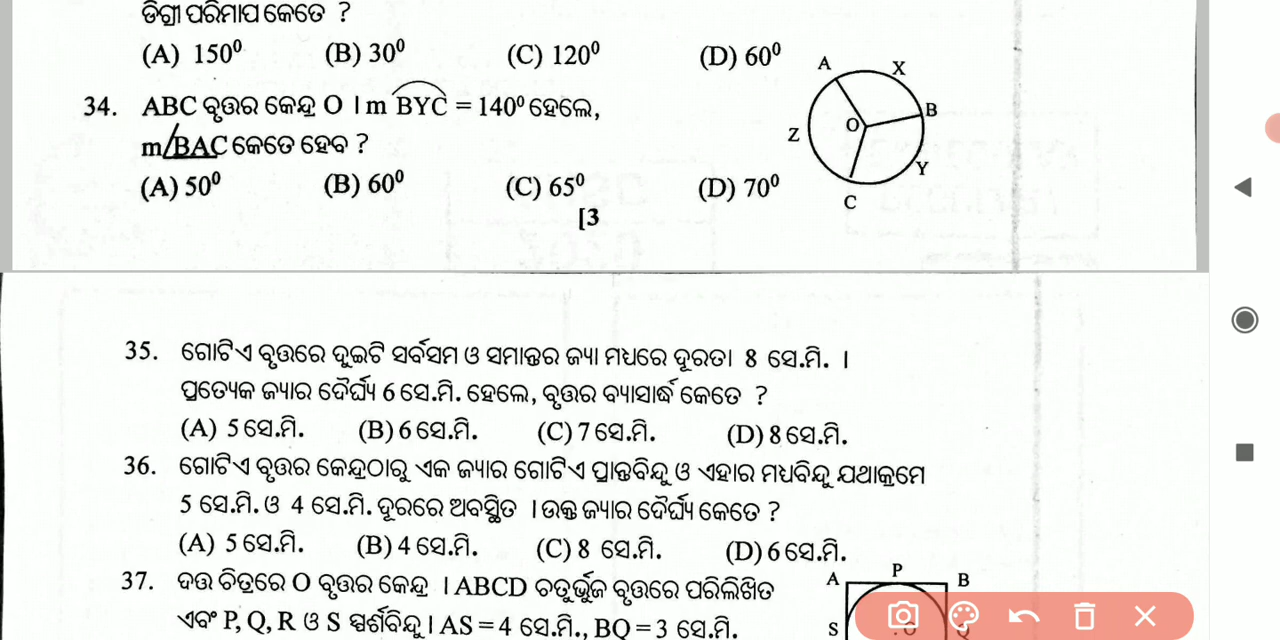 ଡିଗ୍ରୀ ପରିମାପ କେତେ ?
(A) 150⁰ (B) 30⁰ (C) 120⁰ (D) 60⁰
34. ABC ବୃତ୍ତର କେନ୍ଦ୍ର O । m BYC = 140⁰ ହେଲେ,
m∠BAC କେତେ ହେବ ?
(A) 50⁰ (B) 60⁰ (C) 65⁰ (D) 70⁰
[3
A
X
B
O
Z
Y
C
35. ଗୋଟିଏ ବୃତ୍ତରେ ଦୁଇଟି ସର୍ବସମ ଓ ସମାନ୍ତର ଜ୍ୟା ମଧ୍ୟରେ ଦୂରତା 8 ସେ.ମି. ।
ପ୍ରତ୍ୟେକ ଜ୍ୟାର ଦୈର୍ଘ୍ୟ 6 ସେ.ମି. ହେଲେ, ବୃତ୍ତର ବ୍ୟାସାର୍ଦ୍ଧ କେତେ ?
(A) 5 ସେ.ମି. (B) 6 ସେ.ମି. (C) 7 ସେ.ମି. (D) 8 ସେ.ମି.
36. ଗୋଟିଏ ବୃତ୍ତର କେନ୍ଦ୍ରଠାରୁ ଏକ ଜ୍ୟାର ଗୋଟିଏ ପ୍ରାନ୍ତବିନ୍ଦୁ ଓ ଏହାର ମଧ୍ୟବିନ୍ଦୁ ଯଥାକ୍ରମେ
5 ସେ.ମି. ଓ 4 ସେ.ମି. ଦୂରରେ ଅବସ୍ଥିତ । ଉକ୍ତ ଜ୍ୟାର ଦୈର୍ଘ୍ୟ କେତେ ?
(A) 5 ସେ.ମି. (B) 4 ସେ.ମି. (C) 8 ସେ.ମି. (D) 6 ସେ.ମି.
37. ଦତ୍ତ ଚିତ୍ରରେ O ବୃତ୍ତର କେନ୍ଦ୍ର । ABCD ଚତୁର୍ଭୁଜ ବୃତ୍ତରେ ପରିଲିଖିତ
ଏବଂ P, Q, R ଓ S ସ୍ପର୍ଶବିନ୍ଦୁ । AS = 4 ସେ.ମି., BQ = 3 ସେ.ମି.
A
P
B
S